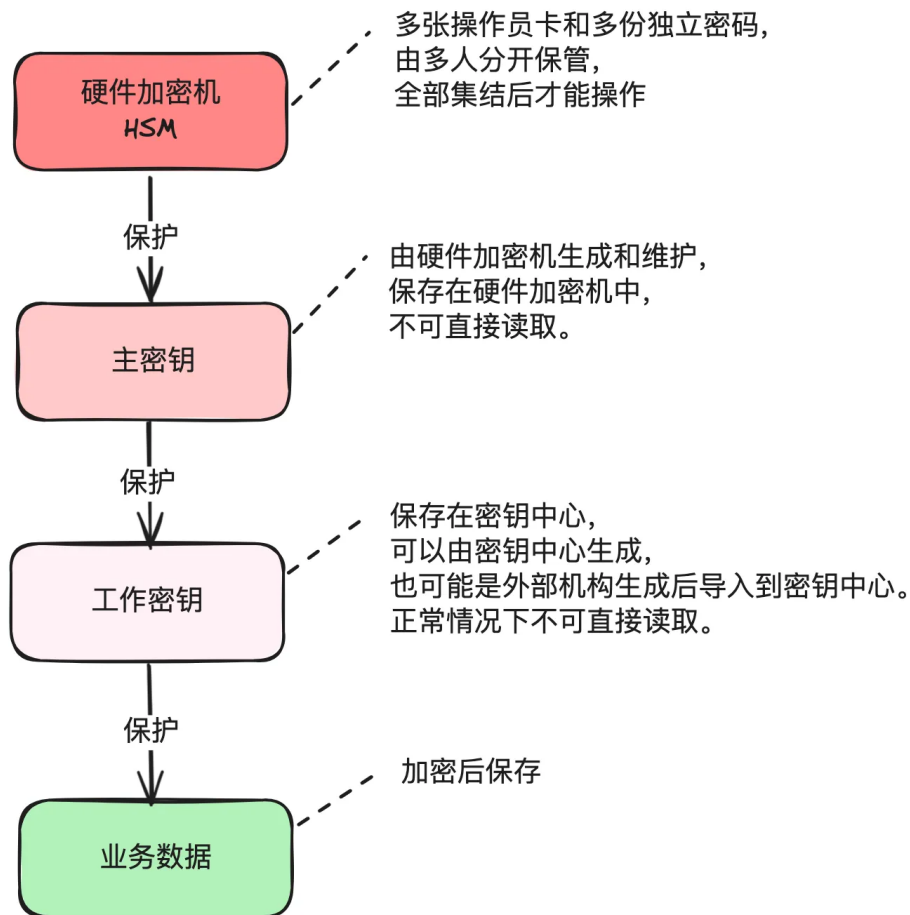 多张操作员卡和多份独立密码，
由多人分开保管，
全部集结后才能操作
硬件加密机
HSM
保护
由硬件加密机生成和维护，
保存在硬件加密机中，
不可直接读取。
主密钥
保护
保存在密钥中心，
可以由密钥中心生成，
也可能是外部机构生成后导入到密钥中心。
正常情况下不可直接读取。
工作密钥
保护
加密后保存
业务数据